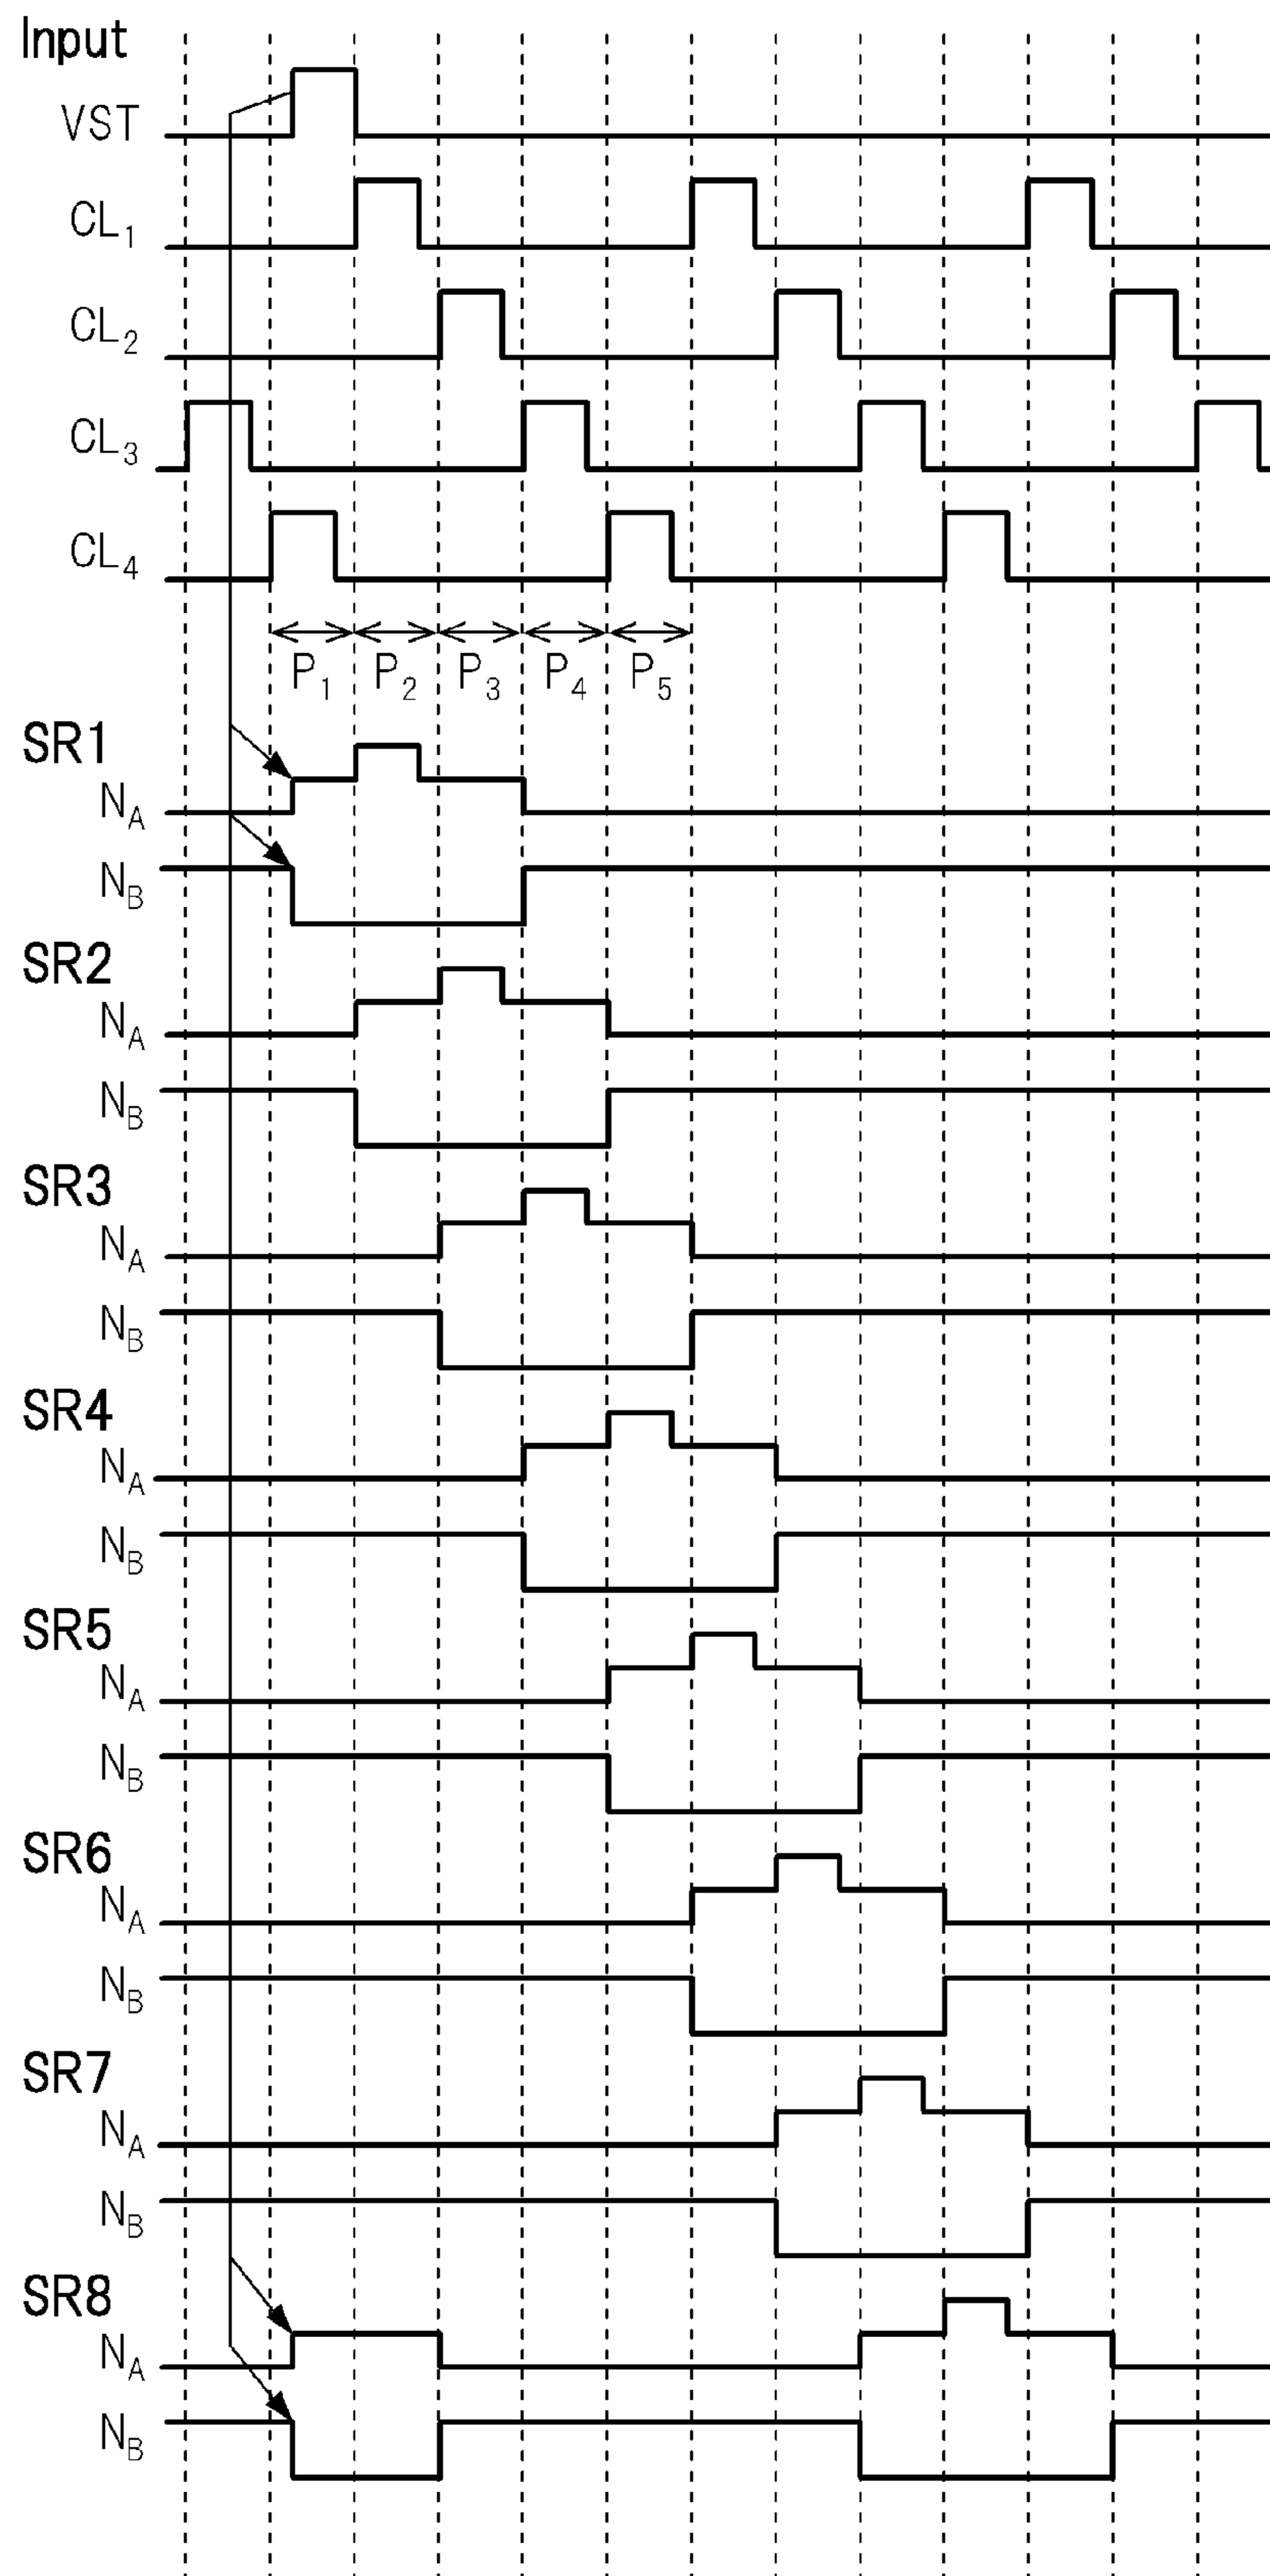 Input
VST
CL1
CL2
CL3
CL4
P1 P2 P3 P4 P5
SR1
NA
NB
SR2
NA
NB
SR3
NA
NB
SR4
NA
NB
SR5
NA
NB
SR6
NA
NB
SR7
NA
NB
SR8
NA
NB